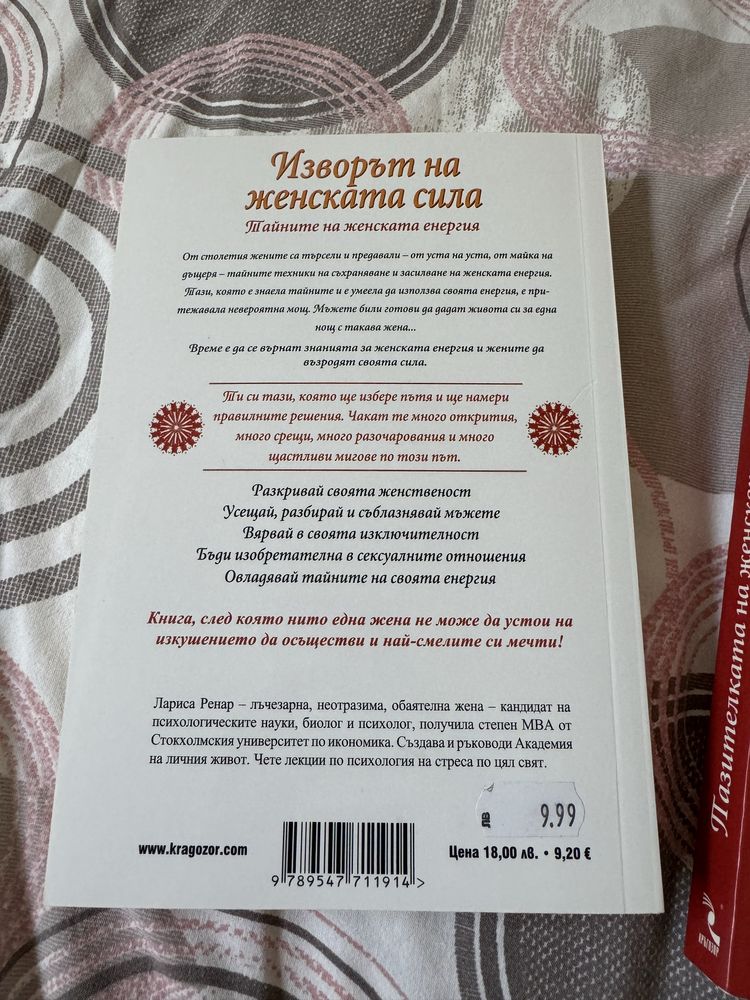 Изворът на
женската сила
Тайните на женската енергия
От столетия жените са търсели и предавали – от уста на уста, от майка на
дъщеря – тайните техники на съхраняване и засилване на женската енергия.
Тази, която е знаела тайните и е умеела да използва своята енергия, е при-
тежавала невероятна мощ. Мъжете били готови да дадат живота си за една
нощ с такава жена...
Време е да се върнат знанията за женската енергия и жените да
възродят своята сила.
Ти си тази, която ще избере пътя и ще намери
правилните решения. Чакат те много открития,
много срещи, много разочарования и много
щастливи мигове по този път.
Разкривай своята женственост
Усещай, разбирай и съблазнявай мъжете
Вярвай в своята изключителност
Бъди изобретателна в сексуалните отношения
Овладявай тайните на своята енергия
Книга, след която нито една жена не може да устои на
изкушението да осъществи и най-смелите си мечти!
Лариса Ренар – лъчезарна, неотразима, обаятелна жена – кандидат на
психологическите науки, биолог и психолог, получила степен МВА от
Стокхолмския университет по икономика. Създава и ръководи Академия
на личния живот. Чете лекции по психология на стреса по цял свят.
лв 9.99
www.kragozor.com
Цена 18,00 лв. • 9,20 €
9 789547 711914 >
Пазителката на женскат
КРЪГОЗОР